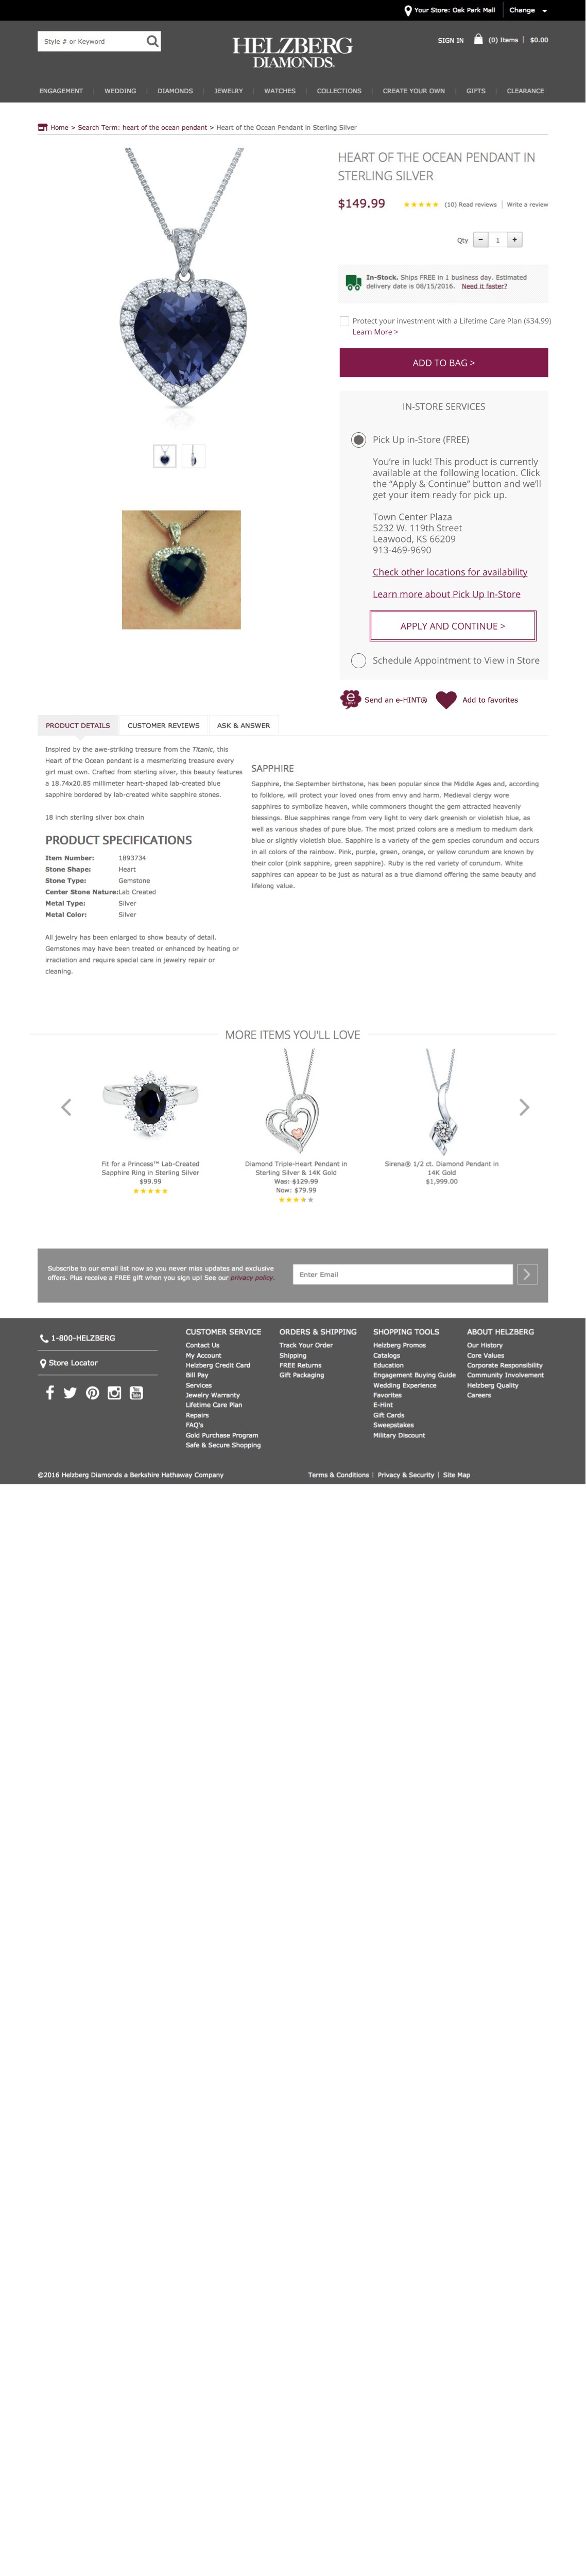 Your Store: Oak Park Mall
Change
Style # or Keyword
HELZBERG
DIAMONDS.
SIGN IN
(0) Items
$0.00
ENGAGEMENT
WEDDING
DIAMONDS
JEWELRY
WATCHES
COLLECTIONS
CREATE YOUR OWN
GIFTS
CLEARANCE
Home > Search Term: heart of the ocean pendant > Heart of the Ocean Pendant in Sterling Silver
HEART OF THE OCEAN PENDANT IN
STERLING SILVER
$149.99
(10) Read reviews
Write a review
Qty
1
In-Stock. Ships FREE in 1 business day. Estimated
delivery date is 08/15/2016. Need it faster?
Protect your investment with a Lifetime Care Plan ($34.99)
Learn More >
ADD TO BAG >
IN-STORE SERVICES
Pick Up in-Store (FREE)
You're in luck! This product is currently
available at the following location. Click
the “Apply & Continue” button and we’ll
get your item ready for pick up.
Town Center Plaza
5232 W. 119th Street
Leawood, KS 66209
913-469-9690
Check other locations for availability
Learn more about Pick Up In-Store
APPLY AND CONTINUE >
Schedule Appointment to View in Store
Send an e-HINT®
Add to favorites
PRODUCT DETAILS
CUSTOMER REVIEWS
ASK & ANSWER
Inspired by the awe-striking treasure from the Titanic, this
Heart of the Ocean pendant is a mesmerizing treasure every
girl must own. Crafted from sterling silver, this beauty features
a 18.74x20.85 millimeter heart-shaped lab-created blue
sapphire bordered by lab-created white sapphire stones.
18 inch sterling silver box chain
PRODUCT SPECIFICATIONS
Item Number: 1893734
Stone Shape: Heart
Stone Type: Gemstone
Center Stone Nature:Lab Created
Metal Type: Silver
Metal Color: Silver
All jewelry has been enlarged to show beauty of detail.
Gemstones may have been treated or enhanced by heating or
irradiation and require special care in jewelry repair or
cleaning.
SAPPHIRE
Sapphire, the September birthstone, has been popular since the Middle Ages and, according
to folklore, will protect your loved ones from envy and harm. Medieval clergy wore
sapphires to symbolize heaven, while commoners thought the gem attracted heavenly
blessings. Blue sapphires range from very light to very dark greenish or violetish blue, as
well as various shades of pure blue. The most prized colors are a medium to medium dark
blue or slightly violetish blue. Sapphire is a variety of the gem species corundum and occurs
in all colors of the rainbow. Pink, purple, green, orange, or yellow corundum are known by
their color (pink sapphire, green sapphire). Ruby is the red variety of corundum. White
sapphires can appear to be just as natural as a true diamond offering the same beauty and
lifelong value.
MORE ITEMS YOU'LL LOVE
Fit for a Princess™ Lab-Created
Sapphire Ring in Sterling Silver
$99.99
Diamond Triple-Heart Pendant in
Sterling Silver & 14K Gold
Was: $129.99
Now: $79.99
Sirena® 1/2 ct. Diamond Pendant in
14K Gold
$1,999.00
Subscribe to our email list now so you never miss updates and exclusive
offers. Plus receive a FREE gift when you sign up! See our privacy policy.
Enter Email
1-800-HELZBERG
Store Locator
CUSTOMER SERVICE
Contact Us
My Account
Helzberg Credit Card
Bill Pay
Services
Jewelry Warranty
Lifetime Care Plan
Repairs
FAQ's
Gold Purchase Program
Safe & Secure Shopping
ORDERS & SHIPPING
Track Your Order
Shipping
FREE Returns
Gift Packaging
SHOPPING TOOLS
Helzberg Promos
Catalogs
Education
Engagement Buying Guide
Wedding Experience
Favorites
E-Hint
Gift Cards
Sweepstakes
Military Discount
ABOUT HELZBERG
Our History
Core Values
Corporate Responsibility
Community Involvement
Helzberg Quality
Careers
©2016 Helzberg Diamonds a Berkshire Hathaway Company
Terms & Conditions
Privacy & Security
Site Map